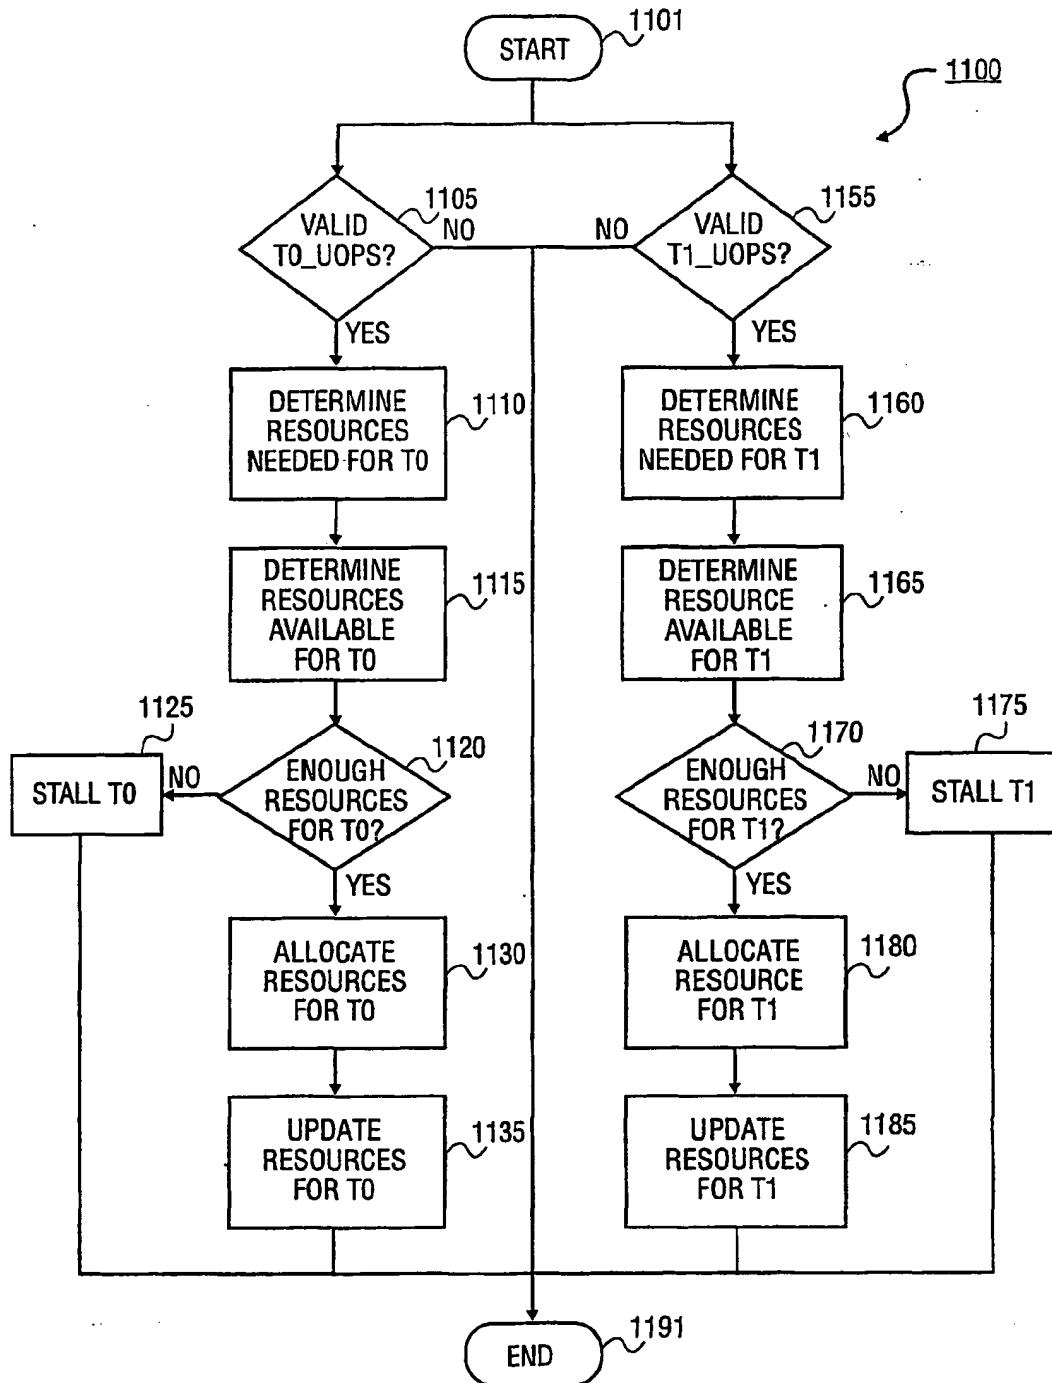 1101
START
1100
1105
VALID
T0_UOPS?
NO
YES
1155
VALID
T1_UOPS?
NO
YES
DETERMINE
RESOURCES
NEEDED FOR T0
1110
DETERMINE
RESOURCES
NEEDED FOR T1
1160
DETERMINE
RESOURCES
AVAILABLE
FOR T0
1115
DETERMINE
RESOURCE
AVAILABLE
FOR T1
1165
1125
STALL T0
NO
1120
ENOUGH
RESOURCES
FOR T0?
YES
1170
ENOUGH
RESOURCES
FOR T1?
NO
YES
1175
STALL T1
ALLOCATE
RESOURCES
FOR T0
1130
ALLOCATE
RESOURCE
FOR T1
1180
UPDATE
RESOURCES
FOR T0
1135
UPDATE
RESOURCES
FOR T1
1185
1191
END